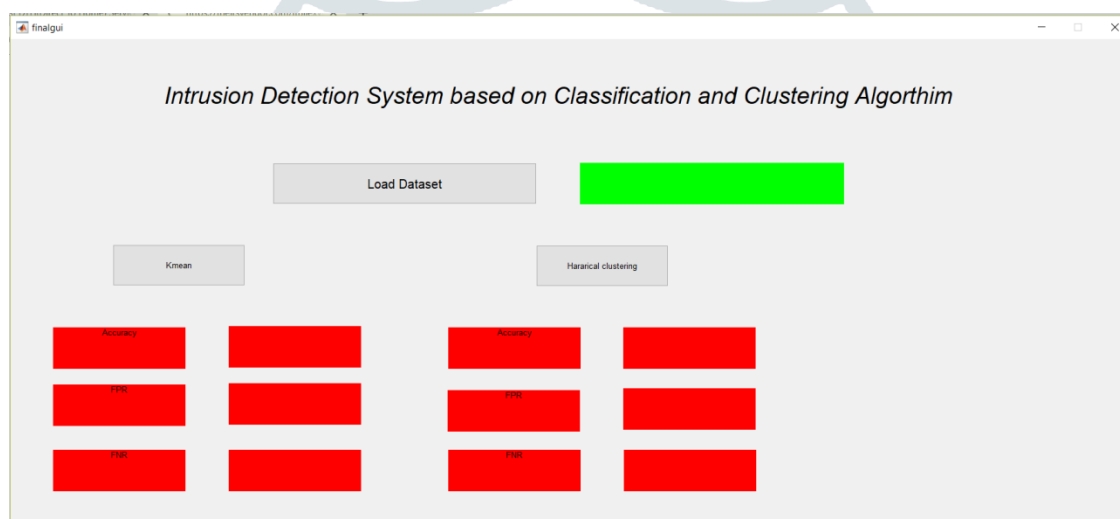 finalgui
Intrusion Detection System based on Classification and Clustering Algorthim
Load Dataset
Kmean
Hararical clustering
Accuracy
Accuracy
FPR
FPR
FNR
FNR